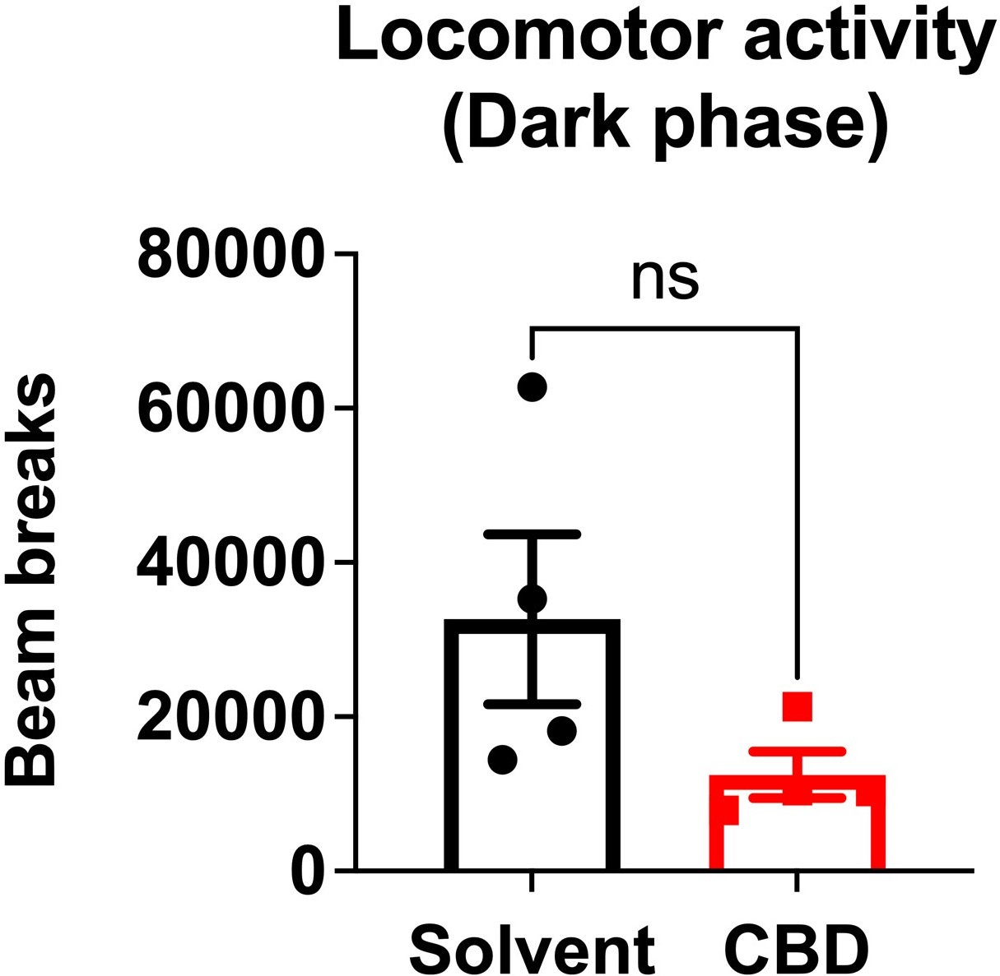 Locomotor activity
(Dark phase)
80000
ns
60000
Beam breaks
40000
20000
0
Solvent CBD